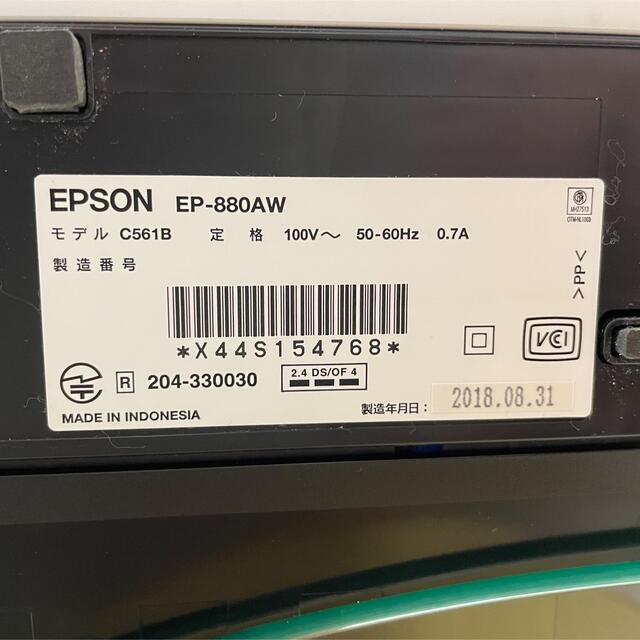 EPSON EP-880AW
モデル C561B 定 格 100V～ 50-60Hz 0.7A
製造番号
*X44S154768*
R 204-330030
2.4 DS/OF 4
MADE IN INDONESIA
製造年月日: 2018.08.31
VCI
>PP<